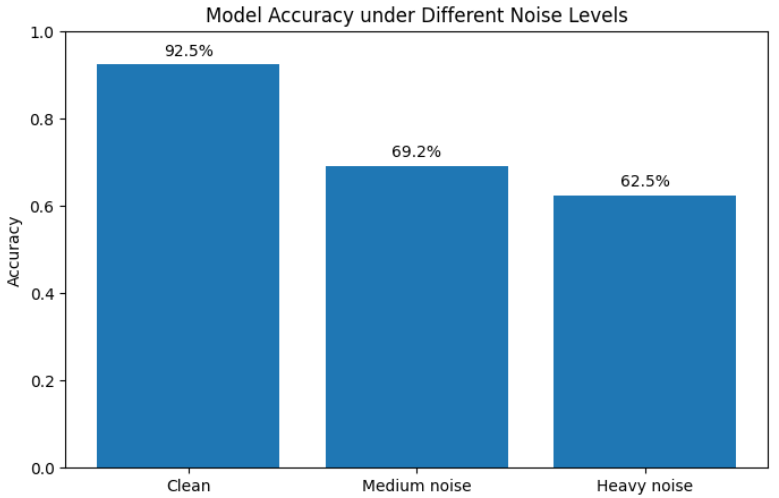 Model Accuracy under Different Noise Levels
1.0
92.5%
0.8
69.2%
62.5%
0.6
Accuracy
0.4
0.2
0.0
Clean
Medium noise
Heavy noise